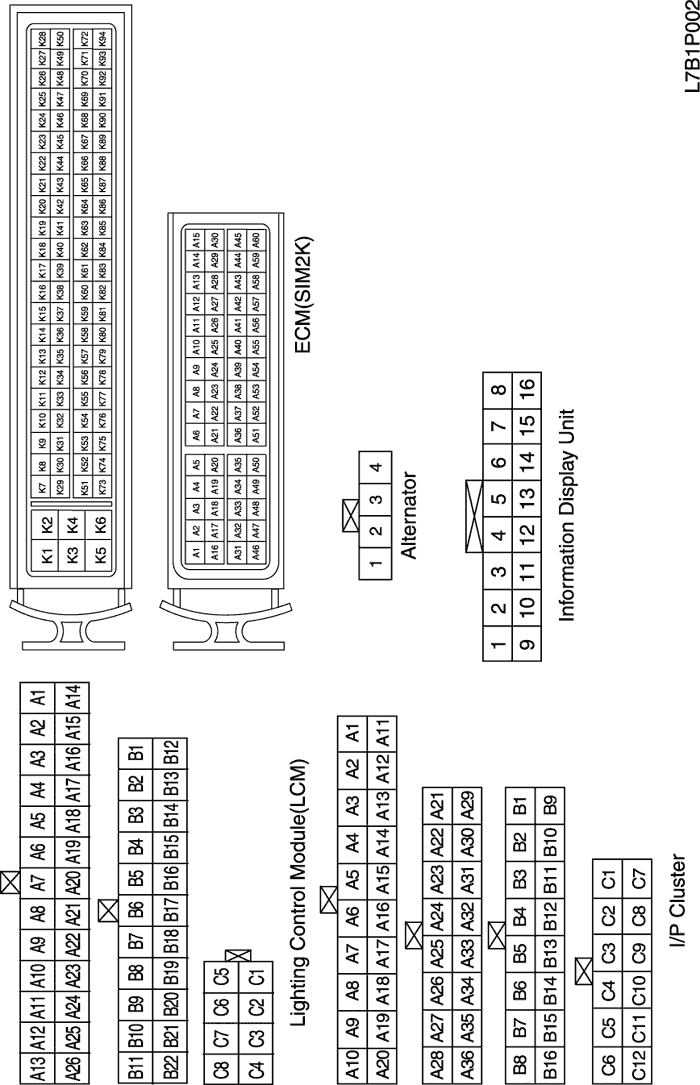 L7B1P002
K7 K8 K9 K10 K11 K12 K13 K14 K15 K16 K17 K18 K19 K20 K21 K22 K23 K24 K25 K26 K27 K28
K29 K30 K31 K32 K33 K34 K35 K36 K37 K38 K39 K40 K41 K42 K43 K44 K45 K46 K47 K48 K49 K50
K51 K52 K53 K54 K55 K56 K57 K58 K59 K60 K61 K62 K63 K64 K65 K66 K67 K68 K69 K70 K71 K72
K73 K74 K75 K76 K77 K78 K79 K80 K81 K82 K83 K84 K85 K86 K87 K88 K89 K90 K91 K92 K93 K94
K1 K2
K3 K4
K5 K6
A1 A2 A3 A4 A5 A6 A7 A8 A9 A10 A11 A12 A13 A14 A15
A16 A17 A18 A19 A20 A21 A22 A23 A24 A25 A26 A27 A28 A29 A30
A31 A32 A33 A34 A35 A36 A37 A38 A39 A40 A41 A42 A43 A44 A45
A46 A47 A48 A49 A50 A51 A52 A53 A54 A55 A56 A57 A58 A59 A60
ECM(SIM2K)
1 2 3 4
Alternator
1 2 3 4 5 6 7 8
9 10 11 12 13 14 15 16
Information Display Unit
A13 A12 A11 A10 A9 A8 A7 A6 A5 A4 A3 A2 A1
A26 A25 A24 A23 A22 A21 A20 A19 A18 A17 A16 A15 A14
B11 B10 B9 B8 B7 B6 B5 B4 B3 B2 B1
B22 B21 B20 B19 B18 B17 B16 B15 B14 B13 B12
C8 C7 C6 C5
C4 C3 C2 C1
Lighting Control Module(LCM)
A10 A9 A8 A7 A6 A5 A4 A3 A2 A1
A20 A19 A18 A17 A16 A15 A14 A13 A12 A11
A28 A27 A26 A25 A24 A23 A22 A21
A36 A35 A34 A33 A32 A31 A30 A29
B8 B7 B6 B5 B4 B3 B2 B1
B16 B15 B14 B13 B12 B11 B10 B9
C6 C5 C4 C3 C2 C1
C12 C11 C10 C9 C8 C7
I/P Cluster